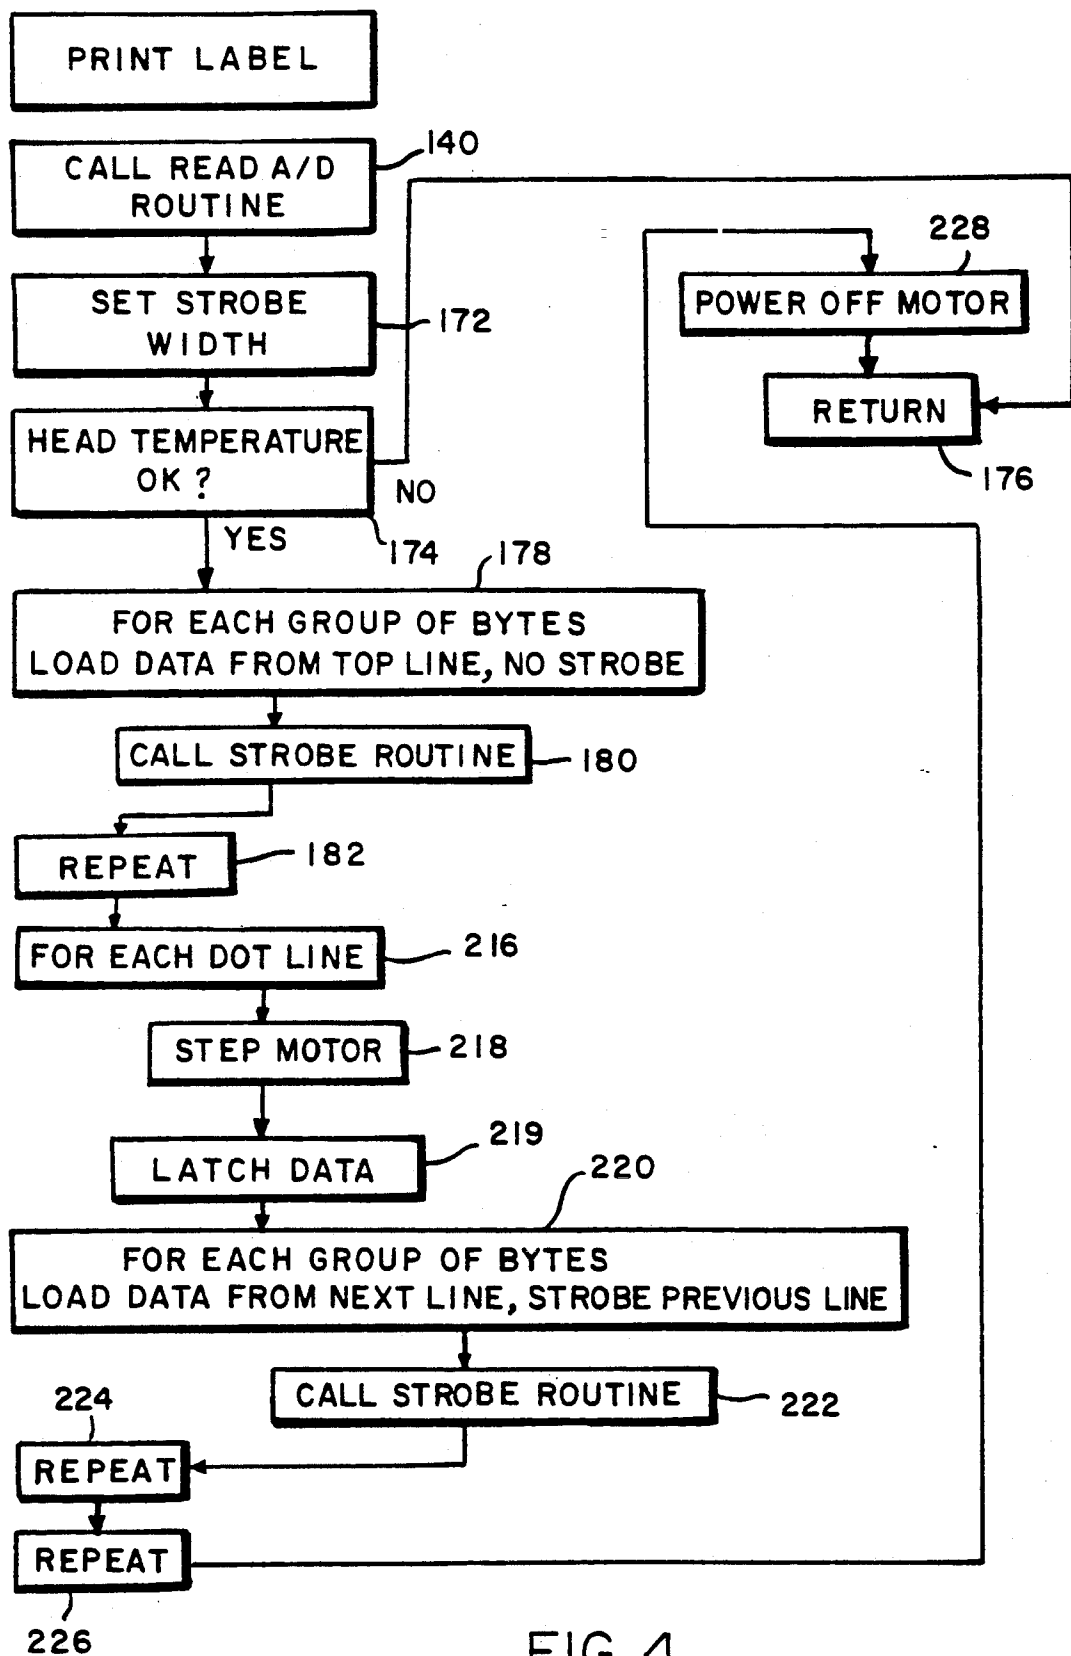 PRINT LABEL
140
CALL READ A/D
ROUTINE
SET STROBE
WIDTH
172
HEAD TEMPERATURE
OK?
NO
YES
174
228
POWER OFF MOTOR
RETURN
176
178
FOR EACH GROUP OF BYTES
LOAD DATA FROM TOP LINE, NO STROBE
CALL STROBE ROUTINE
180
REPEAT
182
FOR EACH DOT LINE
216
STEP MOTOR
218
LATCH DATA
219
220
FOR EACH GROUP OF BYTES
LOAD DATA FROM NEXT LINE, STROBE PREVIOUS LINE
CALL STROBE ROUTINE
222
224
REPEAT
REPEAT
226
FIG. 4